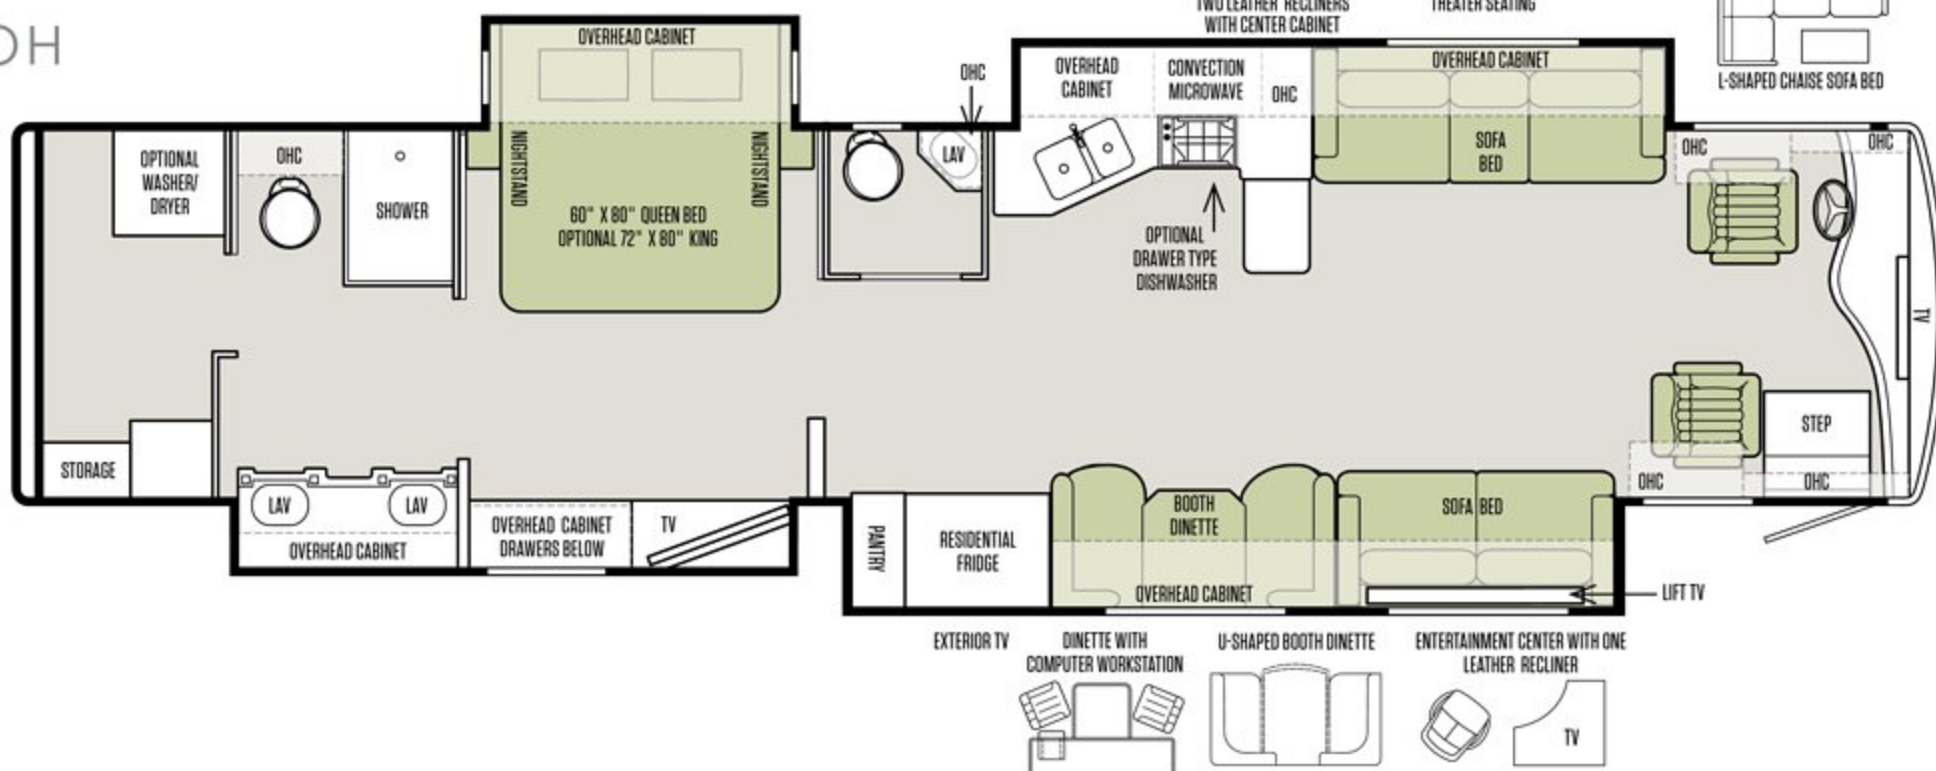 OH
TWO LEATHER RECLINERS
WITH CENTER CABINET
THEATER SEATING
L-SHAPED CHAISE SOFA BED
OVERHEAD CABINET
NIGHTSTAND
NIGHTSTAND
60" X 80" QUEEN BED
OPTIONAL 72" X 80" KING
OPTIONAL
WASHER/
DRYER
OHC
SHOWER
OHC
LAV
OVERHEAD
CABINET
CONVECTION
MICROWAVE
OHC
OPTIONAL
DRAWER TYPE
DISHWASHER
OVERHEAD CABINET
SOFA
BED
OHC
OHC
TV
STEP
OHC
OHC
STORAGE
LAV
LAV
OVERHEAD CABINET
OVERHEAD CABINET
DRAWERS BELOW
TV
PANTRY
RESIDENTIAL
FRIDGE
BOOTH
DINETTE
OVERHEAD CABINET
SOFA BED
LIFT TV
EXTERIOR TV
DINETTE WITH
COMPUTER WORKSTATION
U-SHAPED BOOTH DINETTE
ENTERTAINMENT CENTER WITH ONE
LEATHER RECLINER
TV